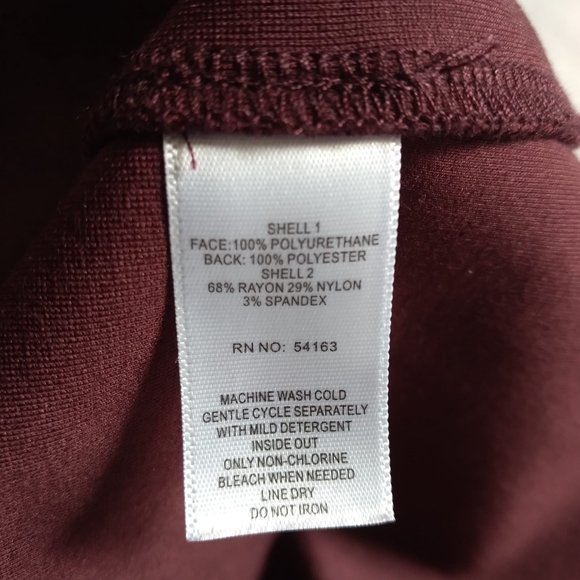 SHELL 1
FACE:100% POLYURETHANE
BACK: 100% POLYESTER
SHELL 2
68% RAYON 29% NYLON
3% SPANDEX
RN NO: 54163
MACHINE WASH COLD
GENTLE CYCLE SEPARATELY
WITH MILD DETERGENT
INSIDE OUT
ONLY NON-CHLORINE
BLEACH WHEN NEEDED
LINE DRY
DO NOT IRON